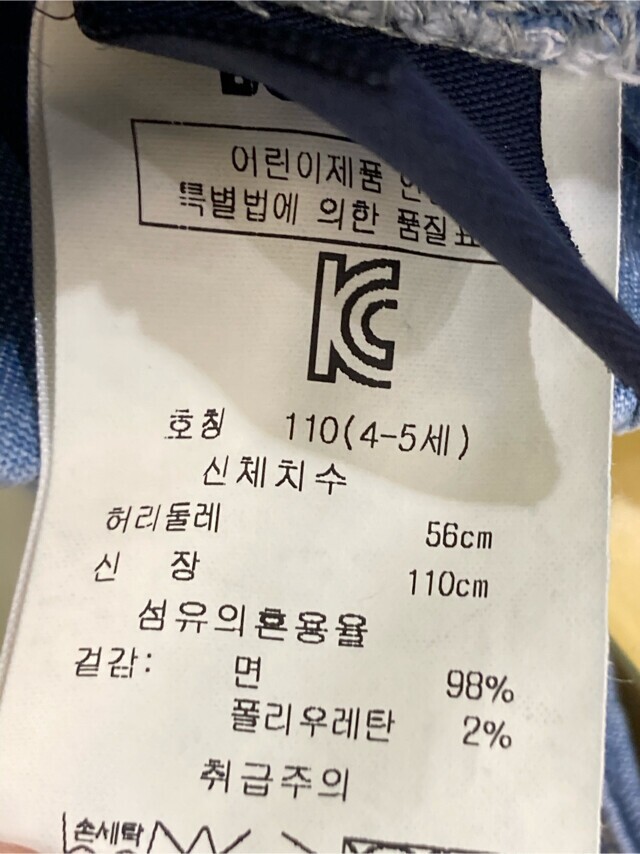 어린이제품
특별법에 의한 품질표
KC
호칭 110(4-5세)
신체치수
허리둘레 56cm
신 장 110cm
섬유의혼용율
겉감: 면 98%
폴리우레탄 2%
취급주의
손세탁